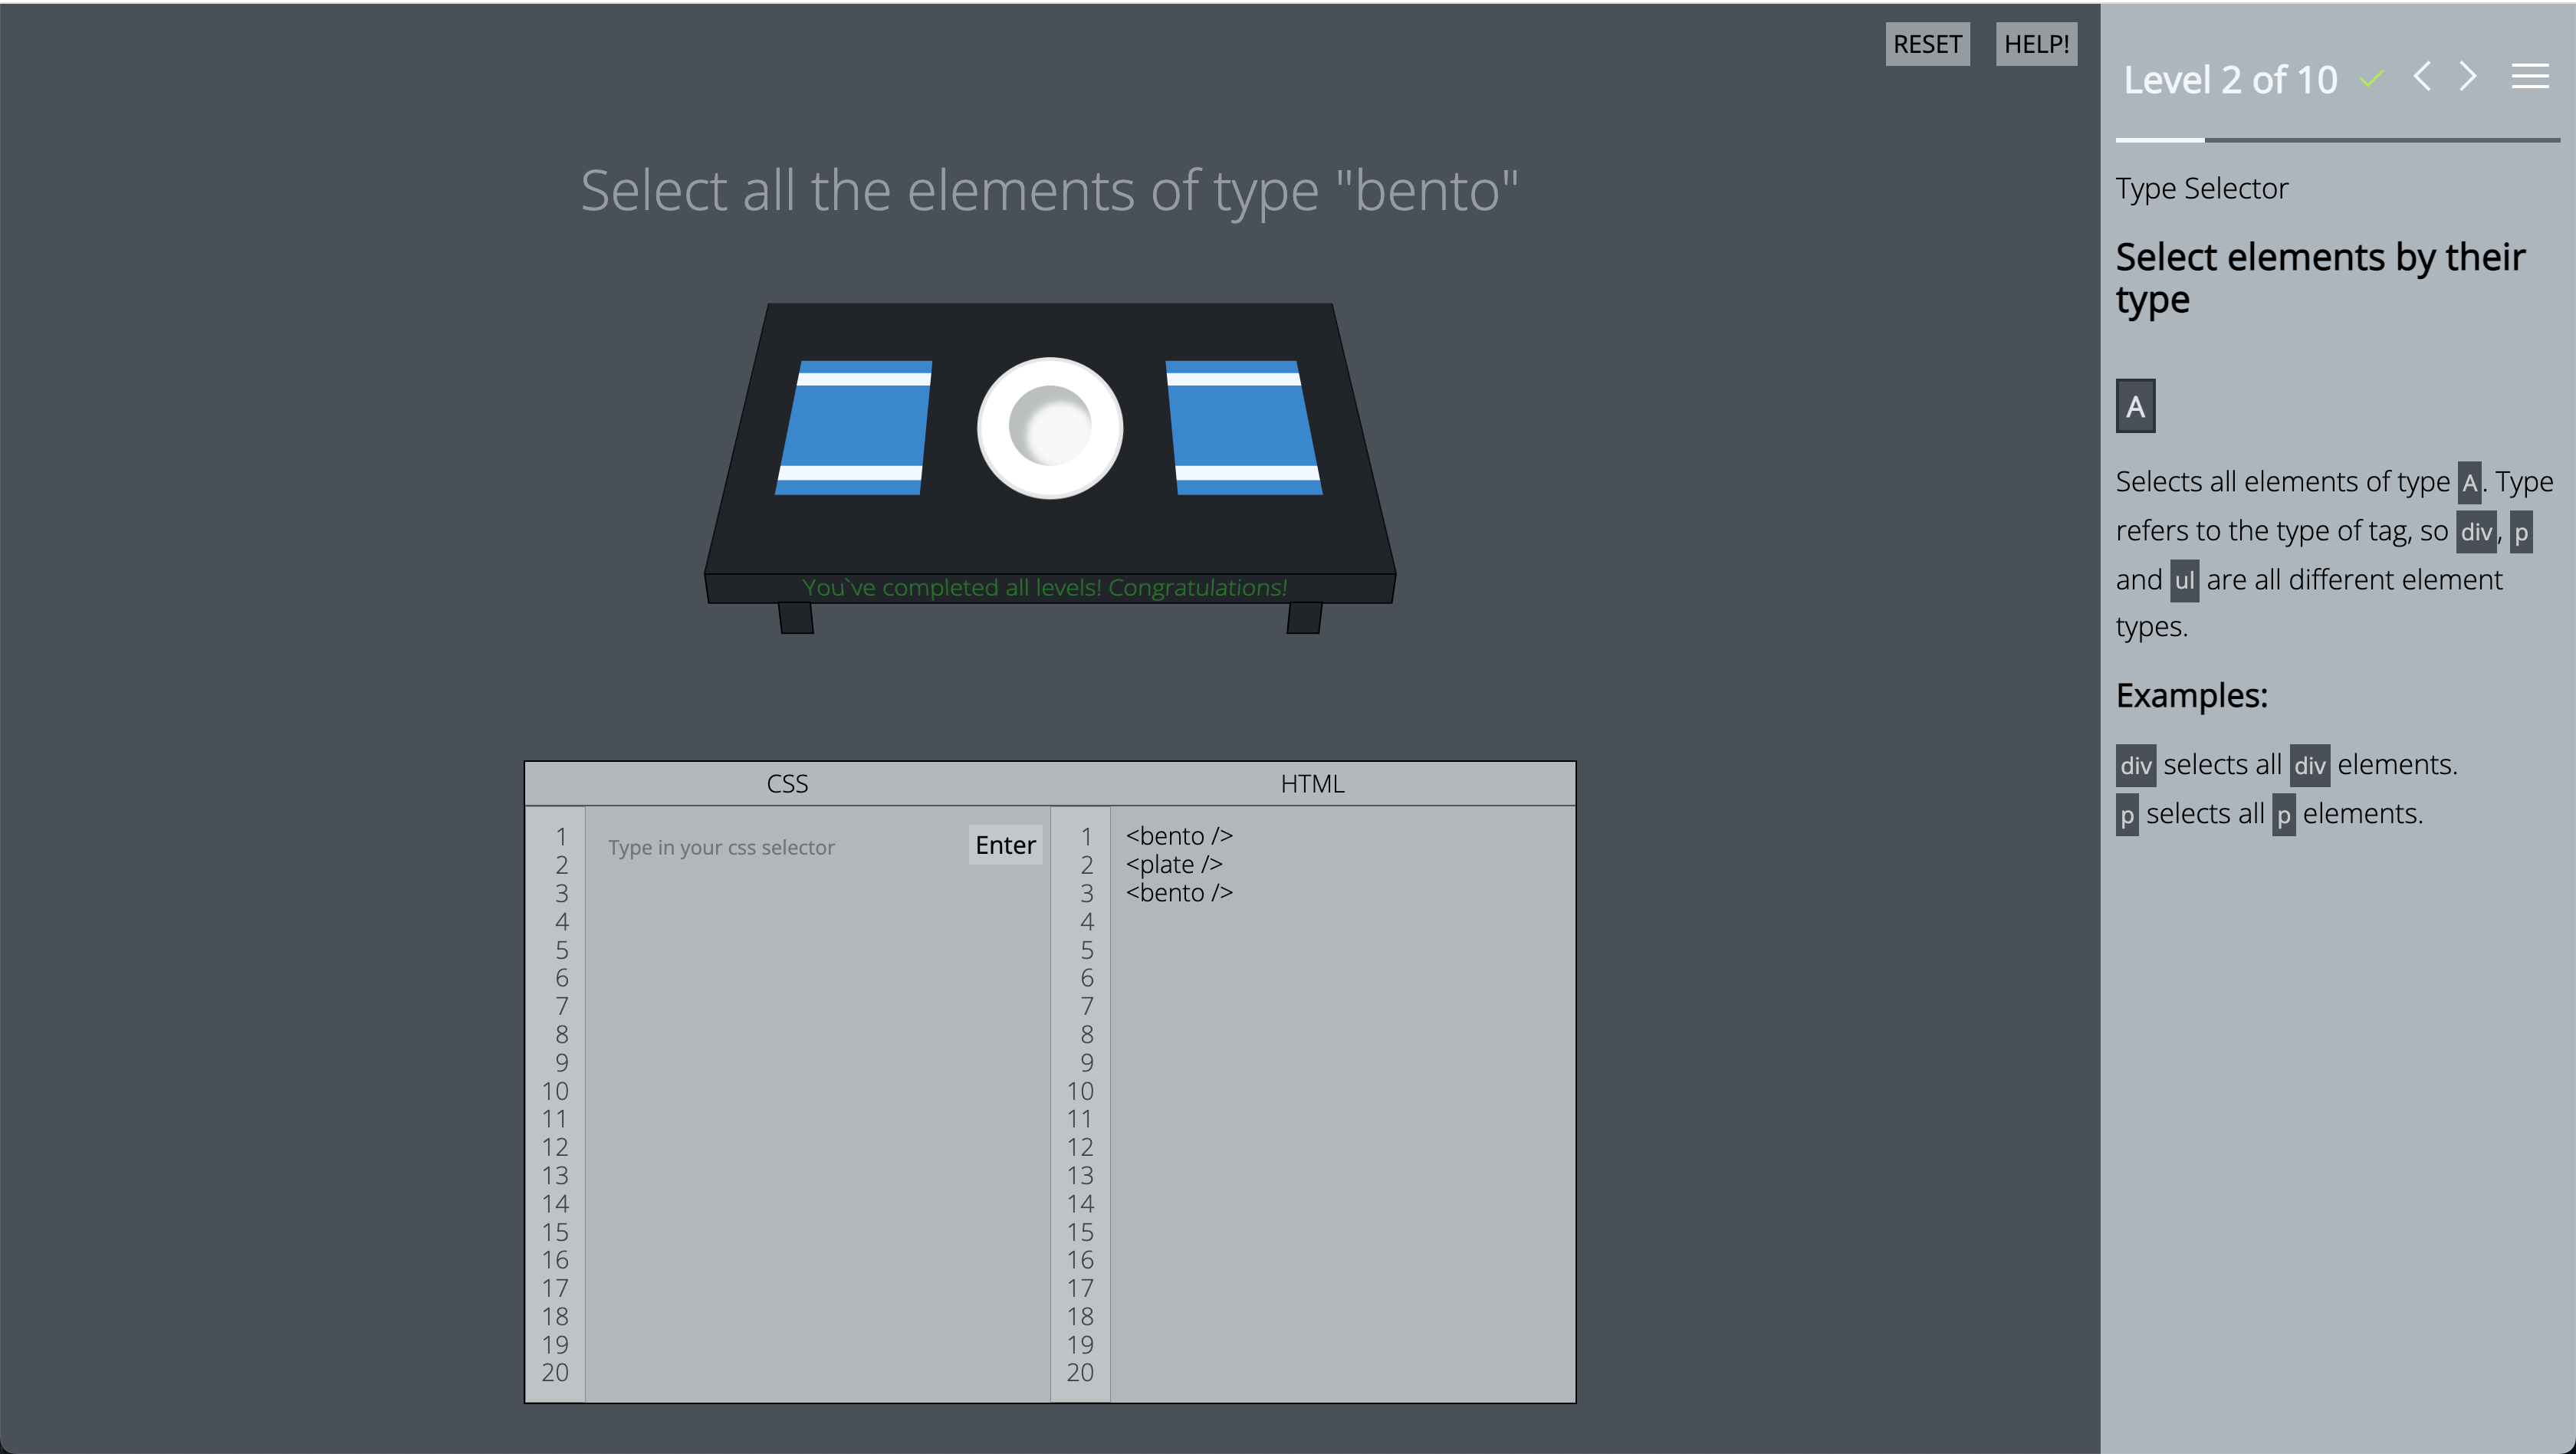 RESET
HELP!
Select all the elements of type "bento"
You`ve completed all levels! Congratulations!
CSS
HTML
1
2
3
4
5
6
7
8
9
10
11
12
13
14
15
16
17
18
19
20
Type in your css selector
Enter
1
2
3
4
5
6
7
8
9
10
11
12
13
14
15
16
17
18
19
20
<bento />
<plate />
<bento />
Level 2 of 10
Type Selector
Select elements by their
type
A
Selects all elements of type A. Type
refers to the type of tag, so div, p
and ul are all different element
types.
Examples:
div selects all div elements.
p selects all p elements.